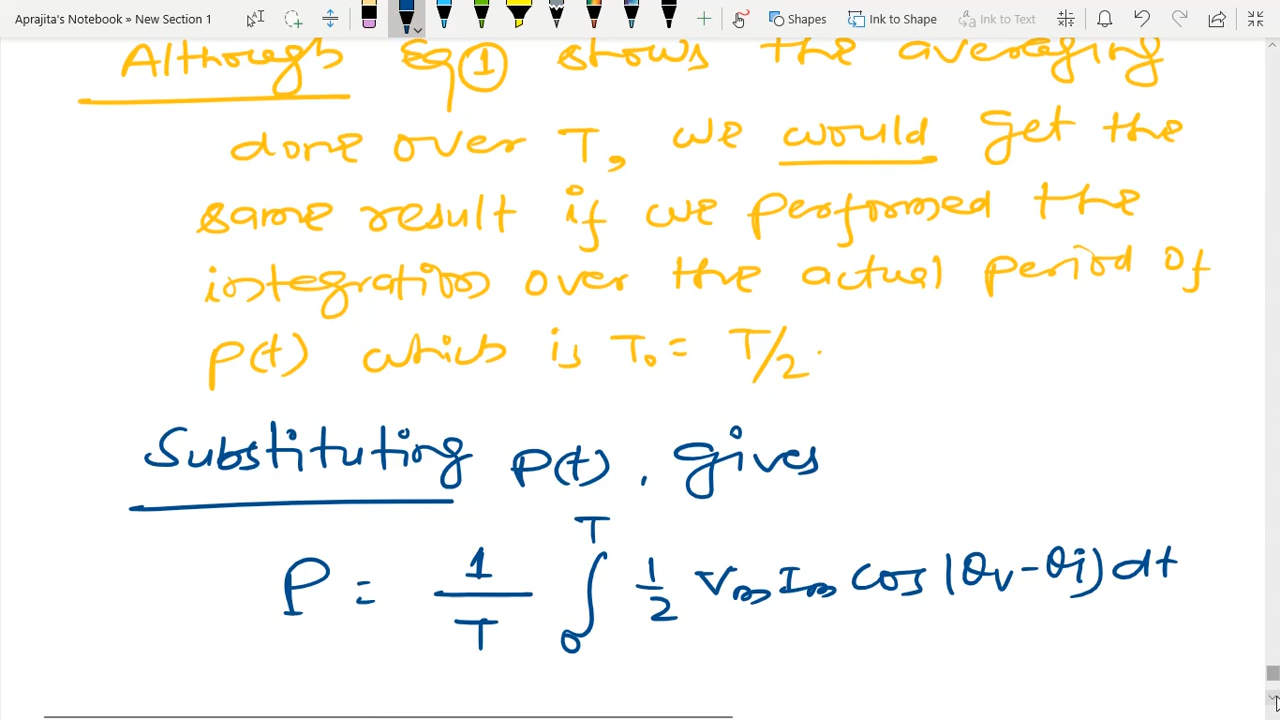 Aprajita's Notebook » New Section 1
Shapes Ink to Shape Ink to Text
Although Eq 1 shows the averaging
done over T, we would get the
same result if we performed the
integration over the actual period of
P(t) which is T₀ = T/2.
Substituting P(t), gives
P = 1/T ∫₀ᵀ 1/2 Vm Im cos(θv-θi) dt